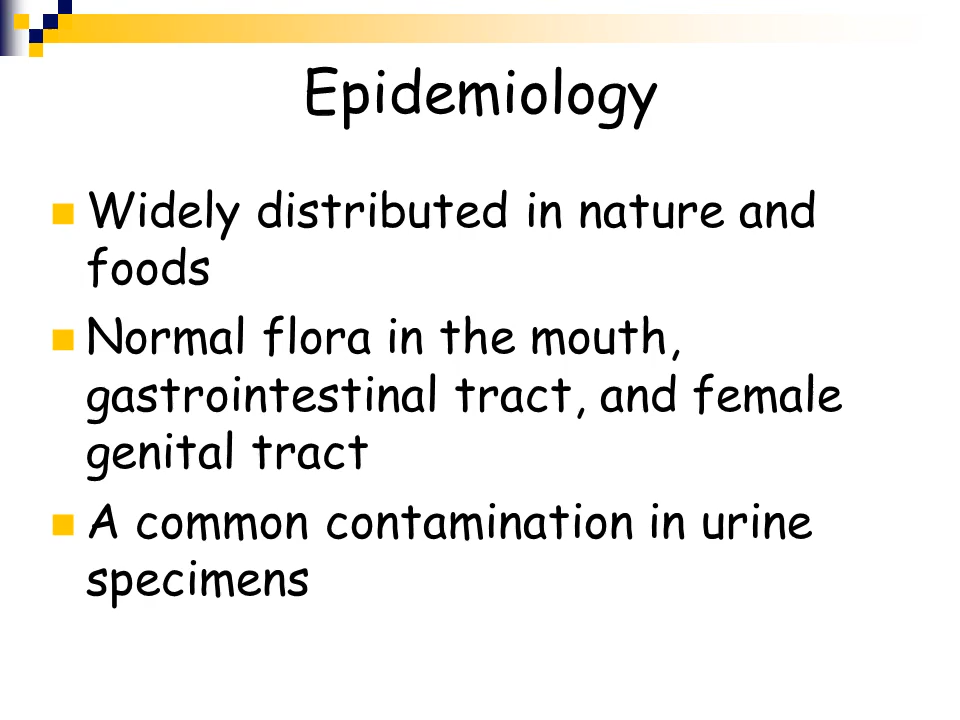 Epidemiology
Widely distributed in nature and
foods
Normal flora in the mouth,
gastrointestinal tract, and female
genital tract
A common contamination in urine
specimens